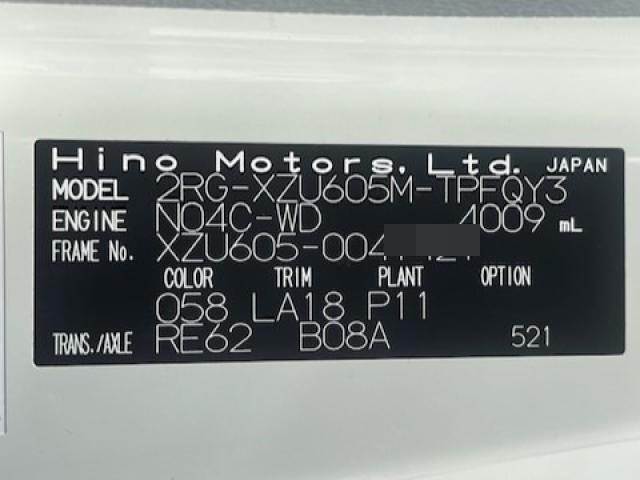 Hino Motors, Ltd. JAPAN
MODEL 2RG-XZU605M-TPFQY3
ENGINE N04C-WD 4009 mL
FRAME No. XZU605-004
COLOR TRIM PLANT OPTION
058 LA18 P11
TRANS./AXLE RE62 B08A 521